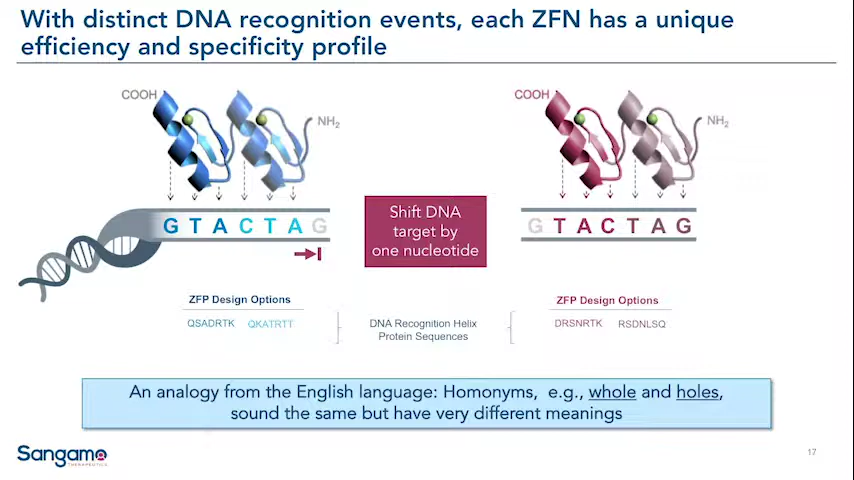 With distinct DNA recognition events, each ZFN has a unique
efficiency and specificity profile
COOH
NH2
COOH
NH2
GTACTAG
Shift DNA
target by
one nucleotide
GTACTAG
ZFP Design Options
QSADRTK QKATRTT
DNA Recognition Helix
Protein Sequences
ZFP Design Options
DRSNRTK RSDNLSQ
An analogy from the English language: Homonyms, e.g., whole and holes,
sound the same but have very different meanings
Sangamo
THERAPEUTICS
17